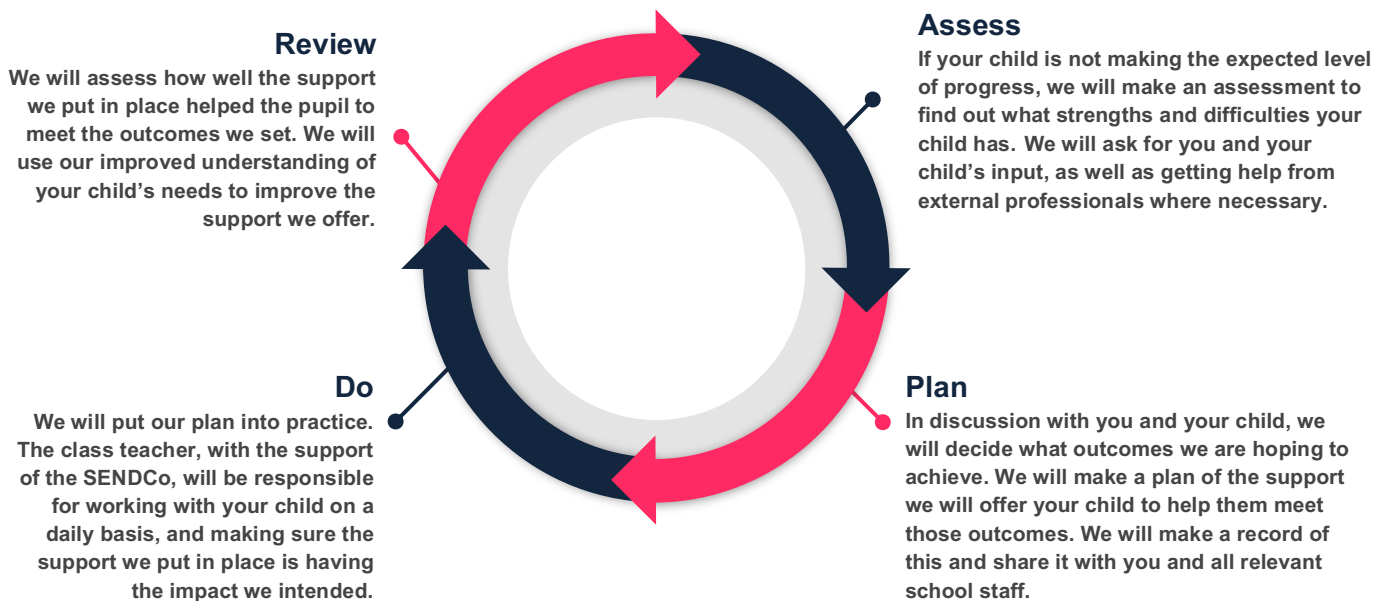 Review
We will assess how well the support
we put in place helped the pupil to
meet the outcomes we set. We will
use our improved understanding of
your child’s needs to improve the
support we offer.
Assess
If your child is not making the expected level
of progress, we will make an assessment to
find out what strengths and difficulties your
child has. We will ask for you and your
child’s input, as well as getting help from
external professionals where necessary.
Do
We will put our plan into practice.
The class teacher, with the support
of the SENDCo, will be responsible
for working with your child on a
daily basis, and making sure the
support we put in place is having
the impact we intended.
Plan
In discussion with you and your child, we
will decide what outcomes we are hoping to
achieve. We will make a plan of the support
we will offer your child to help them meet
those outcomes. We will make a record of
this and share it with you and all relevant
school staff.